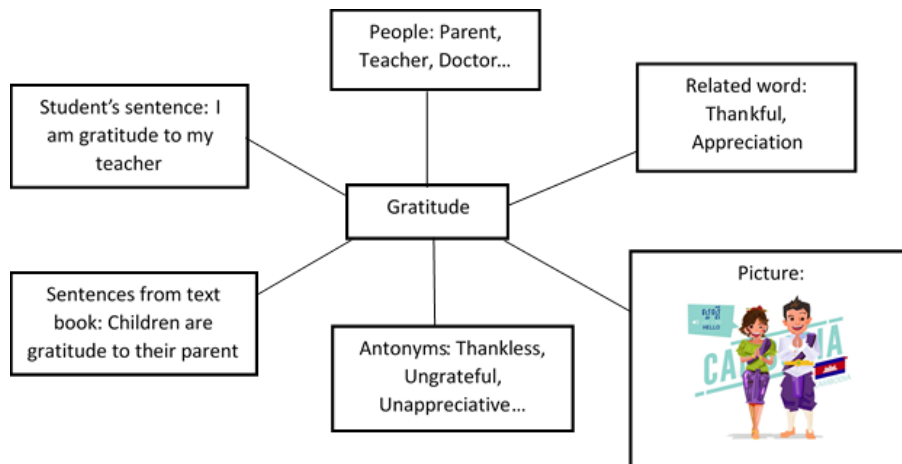 People: Parent,
Teacher, Doctor...
Student's sentence: I
am gratitude to my
teacher
Related word:
Thankful,
Appreciation
Gratitude
Sentences from text
book: Children are
gratitude to their parent
Antonyms: Thankless,
Ungrateful,
Unappreciative...
Picture:
HELLO
CAMBODIA